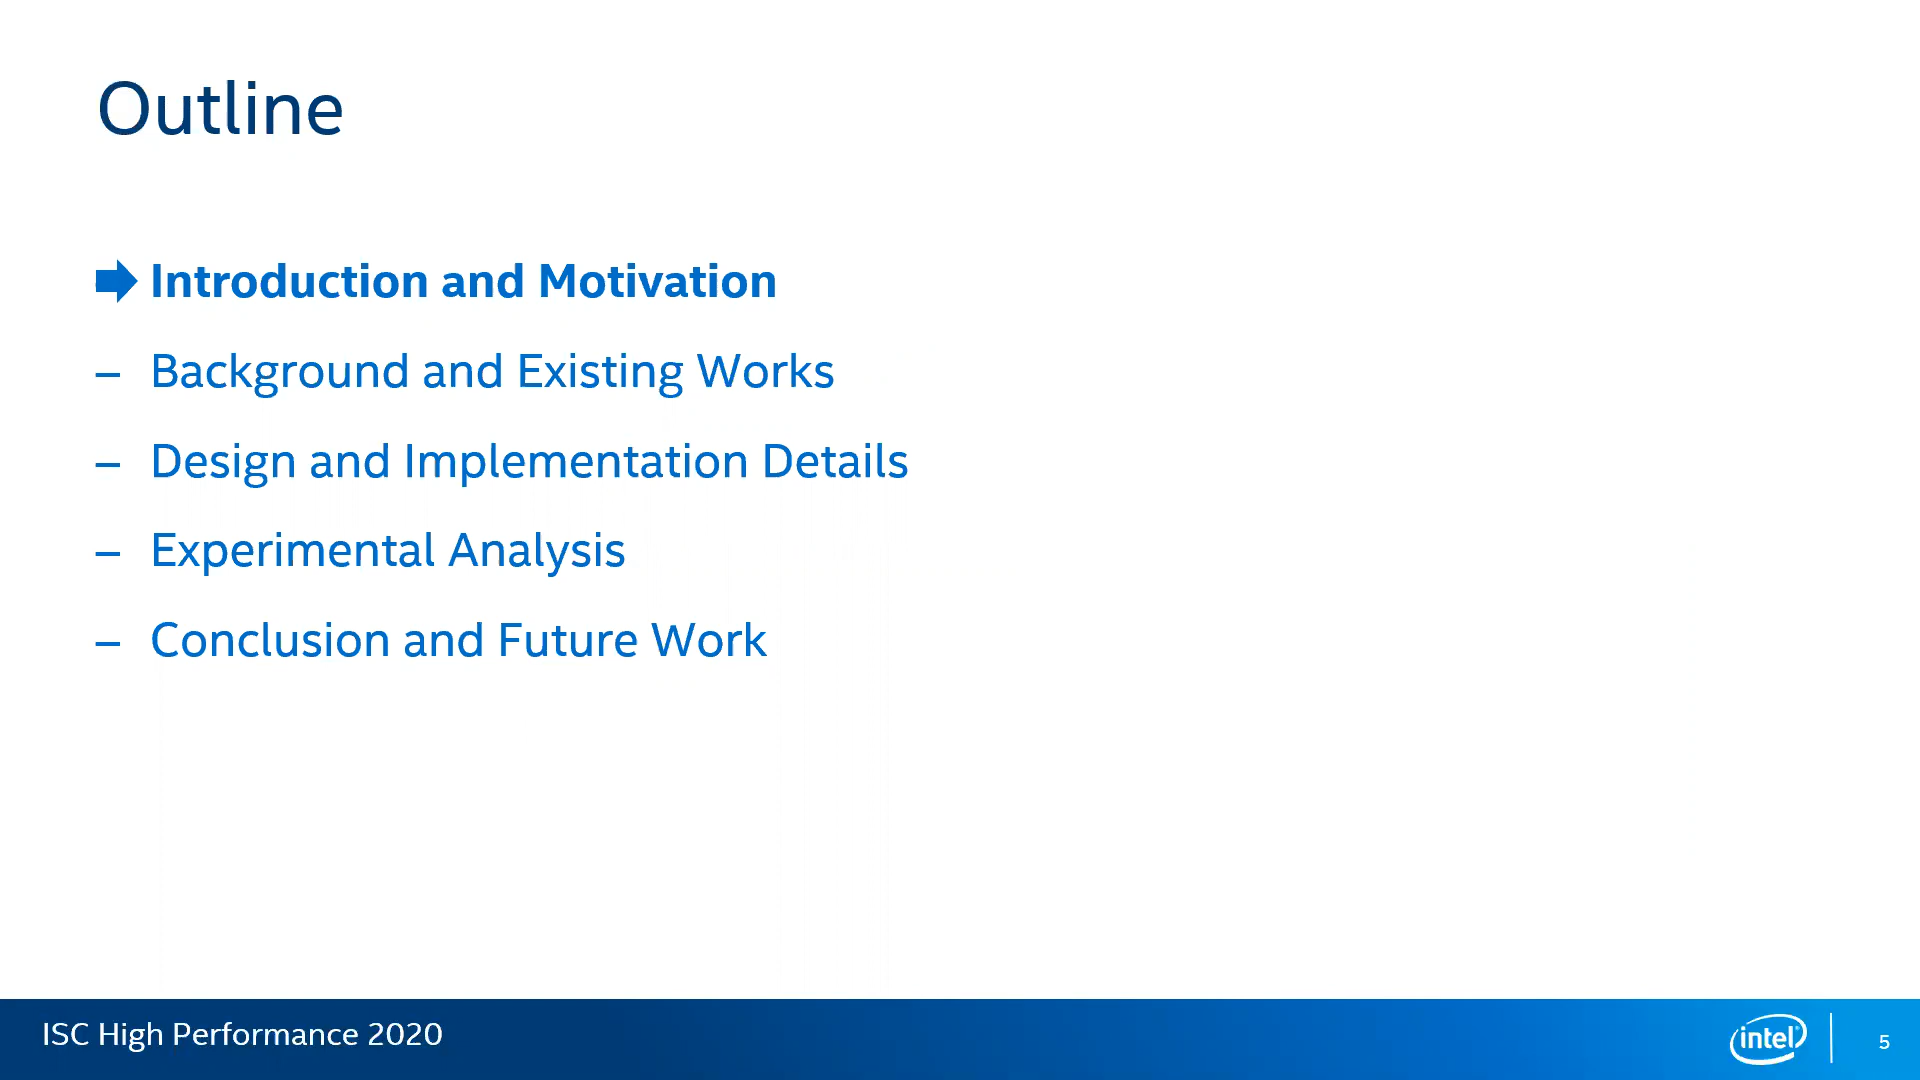 Outline
Introduction and Motivation
– Background and Existing Works
– Design and Implementation Details
– Experimental Analysis
– Conclusion and Future Work
ISC High Performance 2020
intel
5